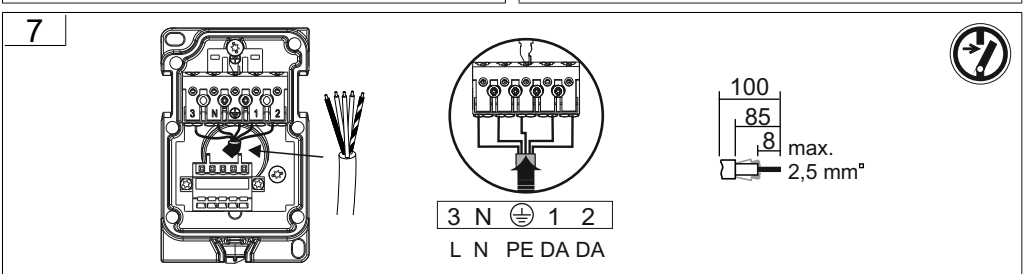 7
3 N ⏚ 1 2
3 N ⏚ 1 2
L N PE DA DA
100
85
8 max.
2,5 mm²